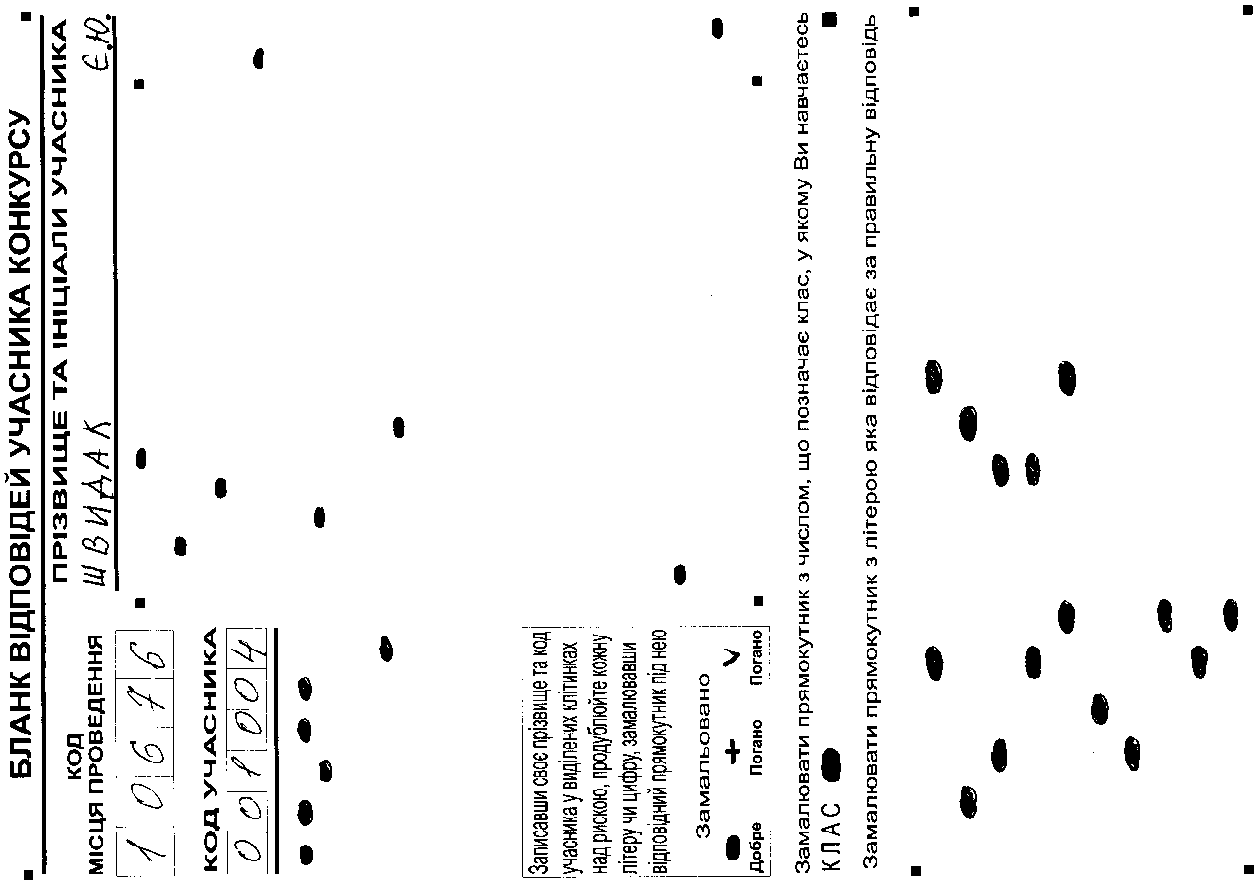 БЛАНК ВІДПОВІДЕЙ УЧАСНИКА КОНКУРСУ
КОД
МІСЦЯ ПРОВЕДЕННЯ
1 0 6 7 6
ПРІЗВИЩЕ ТА ІНІЦІАЛИ УЧАСНИКА
ШВИДАК Є.Ю.
КОД УЧАСНИКА
0 0 1 0 0 4
Записавши своє прізвище та код
учасника у виділених клітинках
над рискою, продублюйте кожну
літеру чи цифру, замалювавши
відповідний прямокутник під нею
Замальовано
Добре Погано Погано
Замалювати прямокутник з числом, що позначає клас, у якому Ви навчаєтесь
КЛАС
Замалювати прямокутник з літерою яка відповідає за правильну відповідь